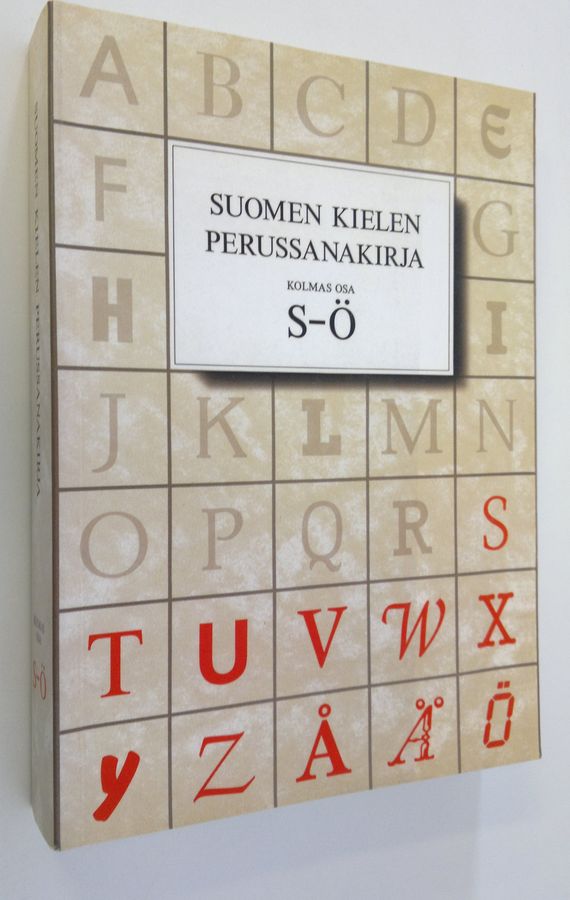 A B C D E
F G
SUOMEN KIELEN
PERUSSANAKIRJA
KOLMAS OSA
S–Ö
H I
J K L M N
O P Q R S
T U V W X
y Z Å Ä Ö
SUOMEN KIELEN PERUSSANAKIRJA
S–Ö